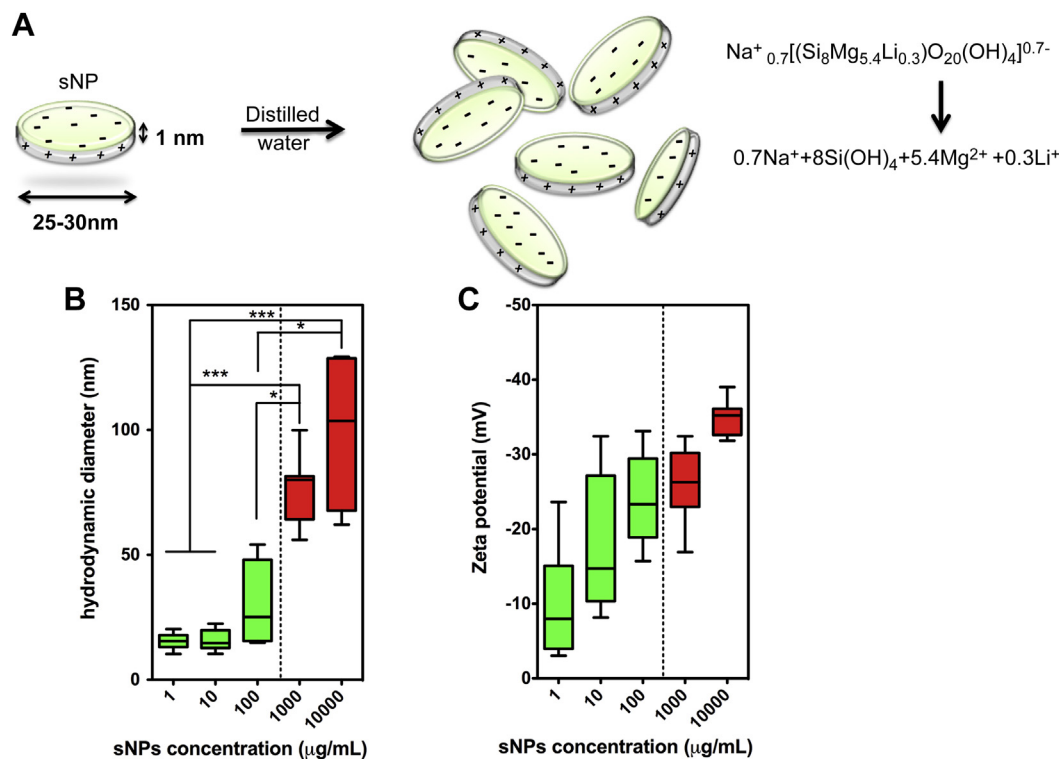 A
sNP
1 nm
25-30nm
Distilled
water
Na⁺₀.₇[(Si₈Mg₅.₄Li₀.₃)O₂₀(OH)₄]⁰·⁷⁻
0.7Na⁺+8Si(OH)₄+5.4Mg²⁺ +0.3Li⁺
B
hydrodynamic diameter (nm)
150
100
50
0
***
*
***
*
1
10
100
1000
10000
sNPs concentration (μg/mL)
C
Zeta potential (mV)
-50
-40
-30
-20
-10
0
1
10
100
1000
10000
sNPs concentration (μg/mL)